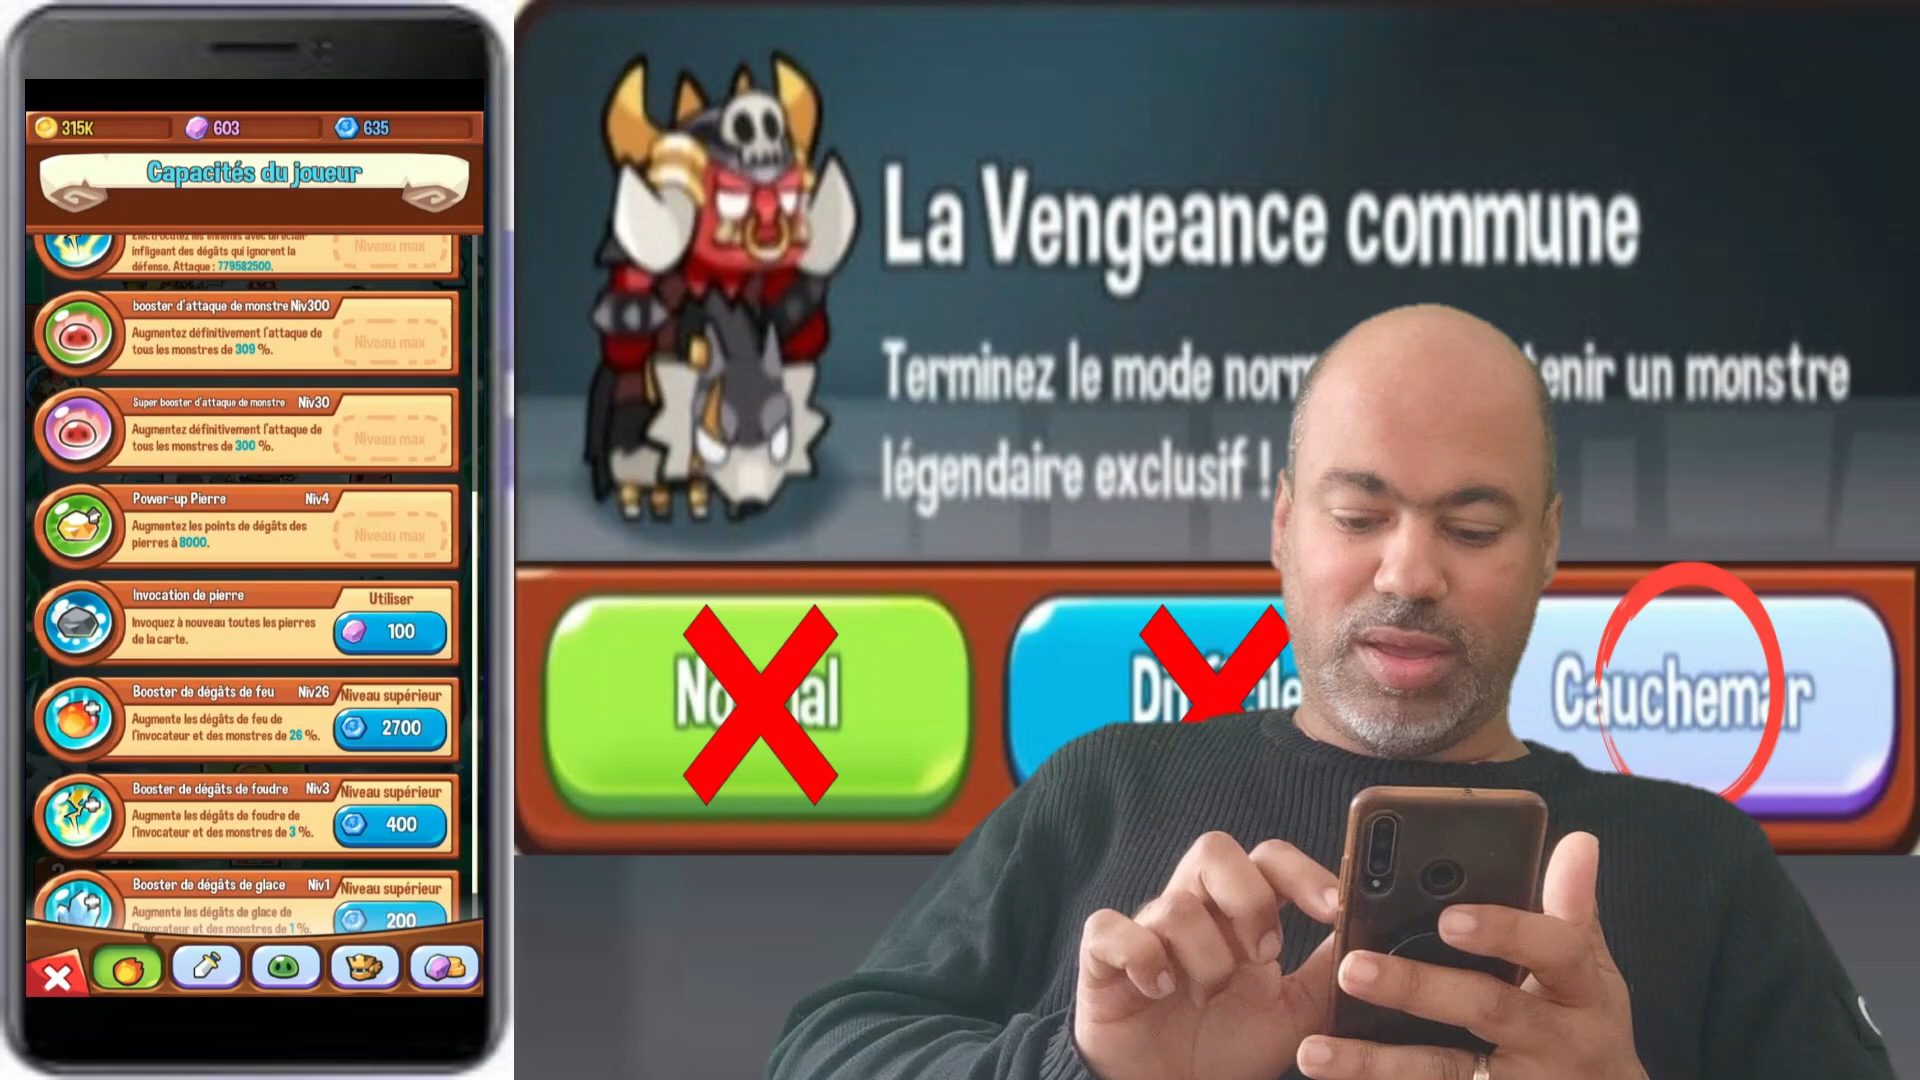 315K
603
635
Capacités du joueur
infligeant des dégâts qui ignorent la
défense. Attaque : 779582500.
Niveau max
booster d'attaque de monstre Niv300
Augmentez définitivement l'attaque de
tous les monstres de 309 %.
Niveau max
Super booster d'attaque de monstre Niv30
Augmentez définitivement l'attaque de
tous les monstres de 300 %.
Niveau max
Power-up Pierre Niv4
Augmentez les points de dégâts des
pierres à 8000.
Niveau max
Invocation de pierre
Invoquez à nouveau toutes les pierres
de la carte.
Utiliser
100
Booster de dégâts de feu Niv26
Augmente les dégâts de feu de
l'invocateur et des monstres de 26 %.
Niveau supérieur
2700
Booster de dégâts de foudre Niv3
Augmente les dégâts de foudre de
l'invocateur et des monstres de 3 %.
Niveau supérieur
400
Booster de dégâts de glace Niv1
Augmente les dégâts de glace de
l'invocateur et des monstres de 1 %.
Niveau supérieur
200
La Vengeance commune
Terminez le mode un monstre
légendaire exclusif !
Cauchemar